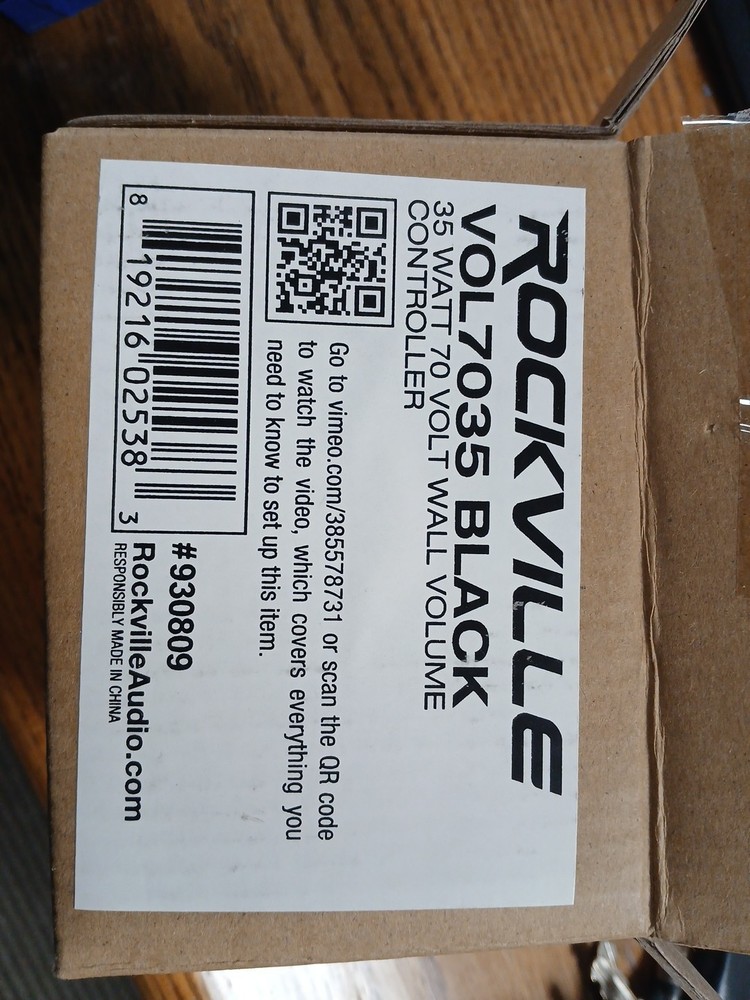 ROCKVILLE
VOL7035 BLACK
35 WATT 70 VOLT WALL VOLUME
CONTROLLER
Go to vimeo.com/385578731 or scan the QR code
to watch the video, which covers everything you
need to know to set up this item.
8 19216 02538 3
#930809
RockvilleAudio.com
RESPONSIBLY MADE IN CHINA